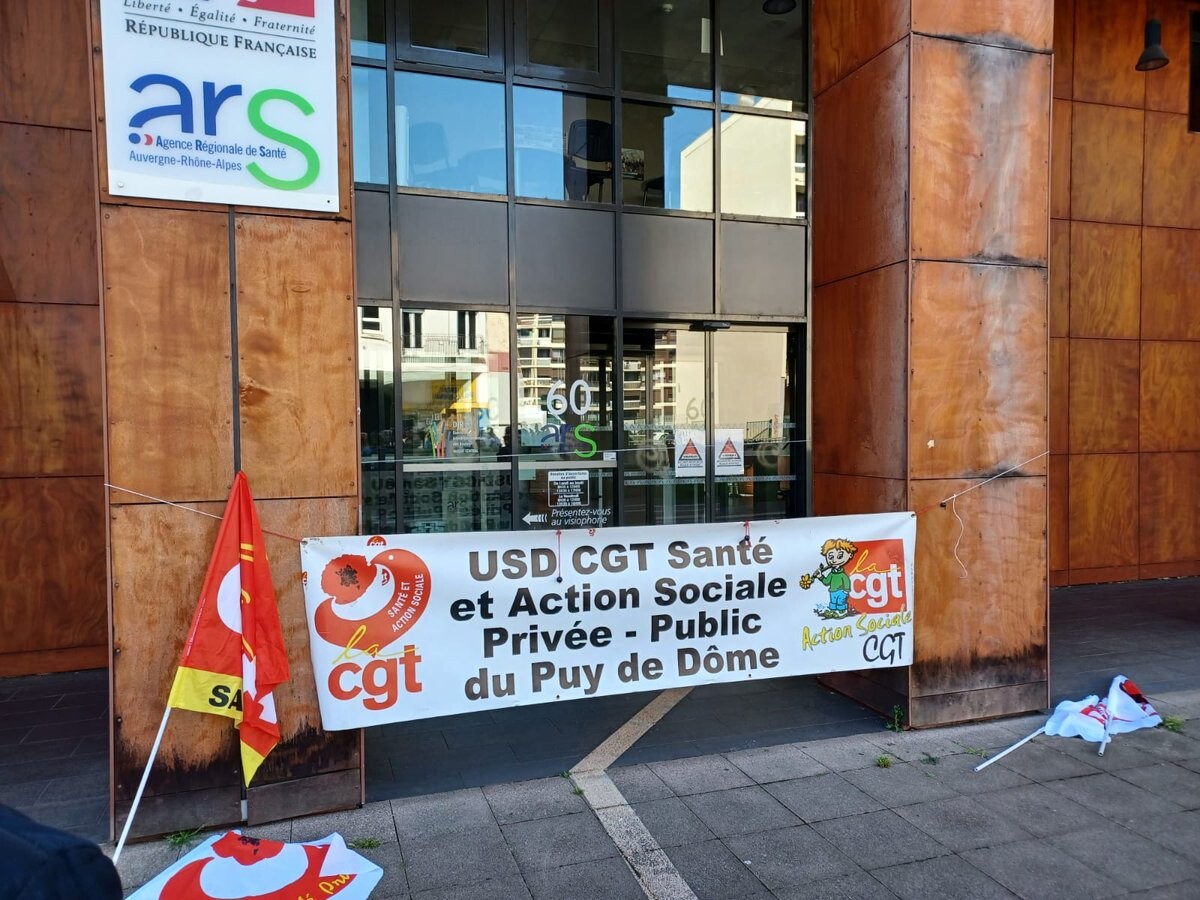 Liberté • Égalité • Fraternité
RÉPUBLIQUE FRANÇAISE
ars
Agence Régionale de Santé
Auvergne-Rhône-Alpes
60
ars
Présentez-vous
au visiophone
USD CGT Santé
et Action Sociale
Privée - Public
du Puy de Dôme
SANTÉ ET
ACTION SOCIALE
la
cgt
la
cgt
Action Sociale
CGT
SA